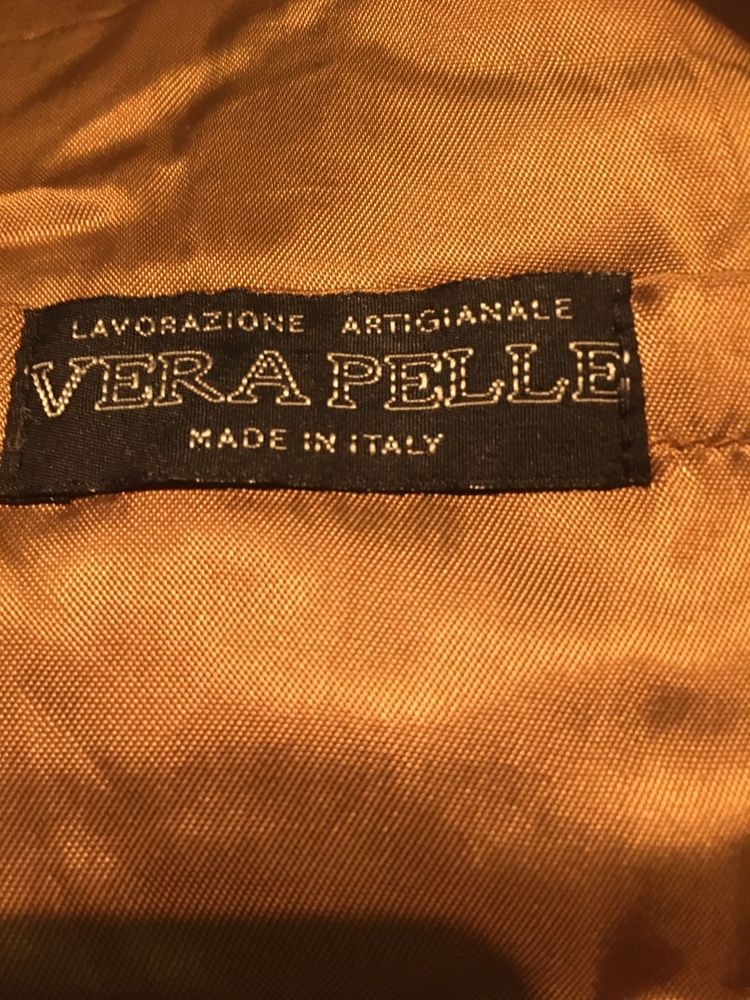 LAVORAZIONE ARTIGIANALE
VERA PELLE
MADE IN ITALY